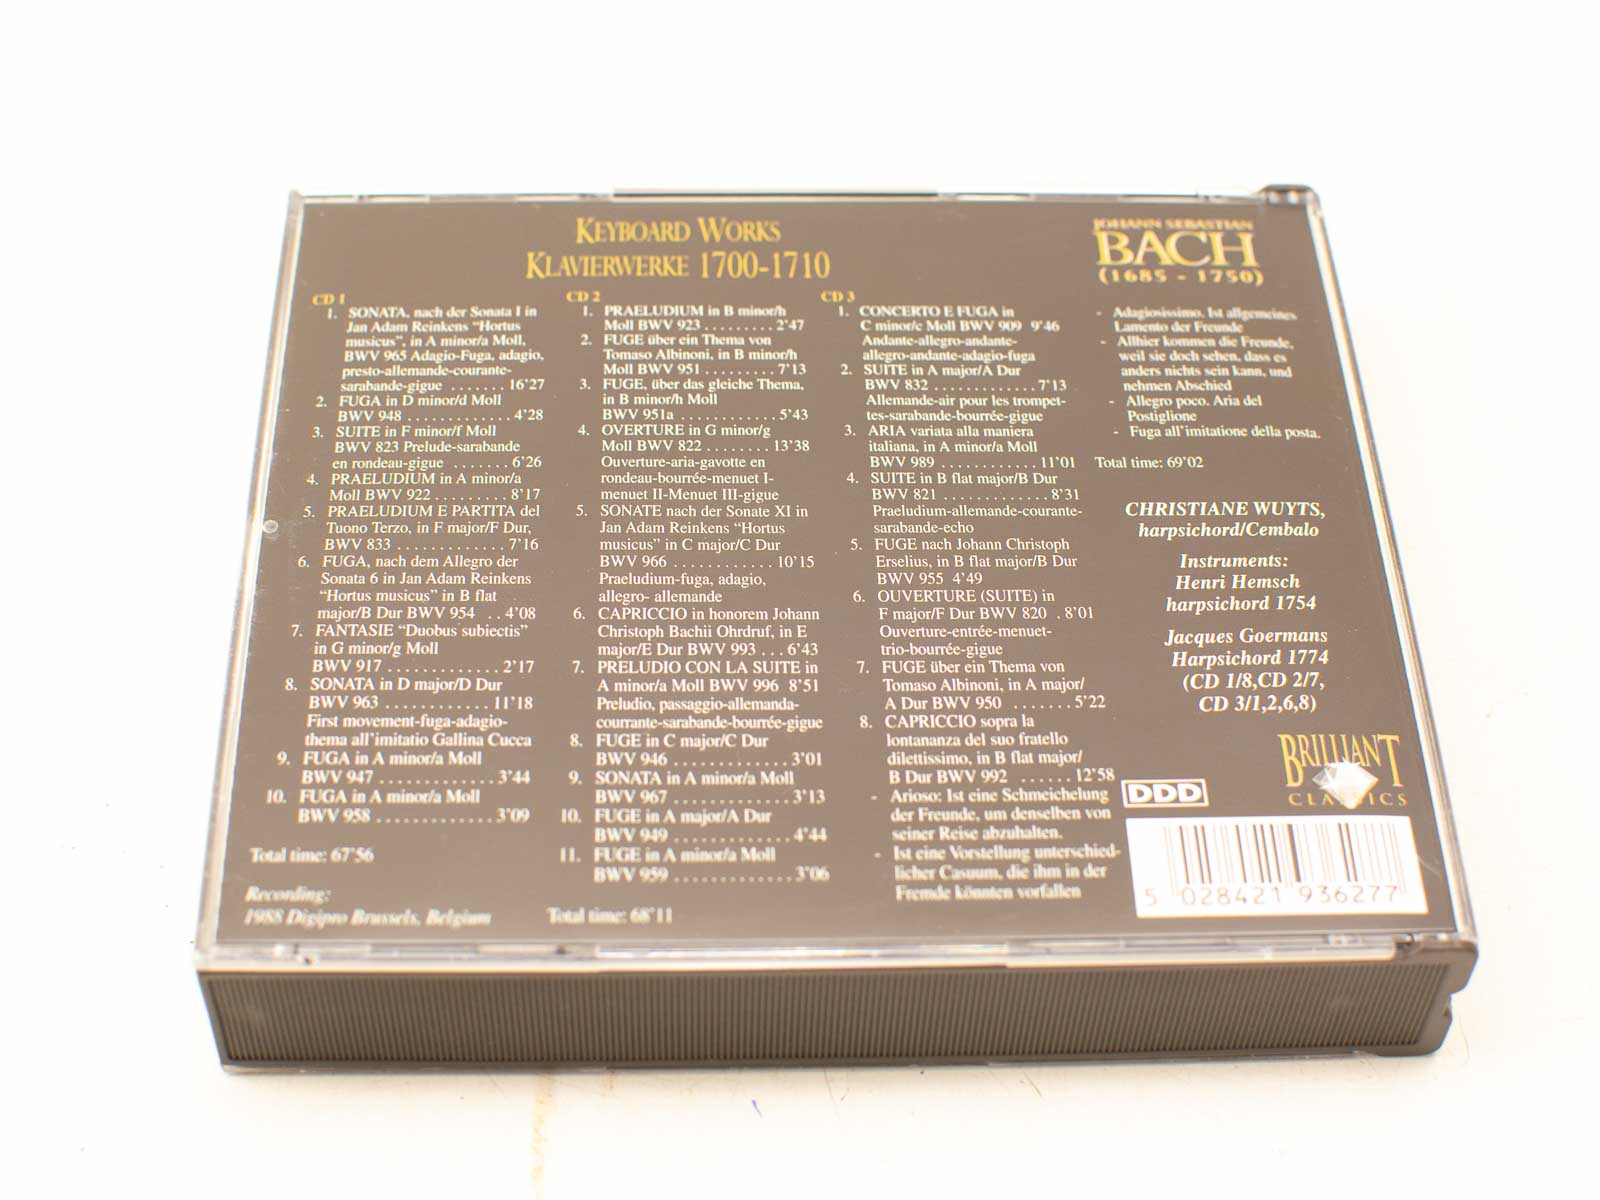 KEYBOARD WORKS
KLAVIERWERKE 1700-1710
JOHANN SEBASTIAN
BACH
(1685 - 1750)
CD 1
1. SONATA, nach der Sonata I in
Jan Adam Reinkens "Hortus
musicus", in A minor/a Moll,
BWV 965 Adagio-Fuga, adagio,
presto-allemande-courante-
sarabande-gigue ....... 16'27
2. FUGA in D minor/d Moll
BWV 948 ............. 4'28
3. SUITE in F minor/f Moll
BWV 823 Prelude-sarabande
en rondeau-gigue ....... 6'26
4. PRAELUDIUM in A minor/a
Moll BWV 922 ......... 8'17
5. PRAELUDIUM E PARTITA del
Tuono Terzo, in F major/F Dur,
BWV 833 ............. 7'16
6. FUGA, nach dem Allegro der
Sonata 6 in Jan Adam Reinkens
"Hortus musicus" in B flat
major/B Dur BWV 954 .. 4'08
7. FANTASIE "Duobus subiectis"
in G minor/g Moll
BWV 917 ............. 2'17
8. SONATA in D major/D Dur
BWV 963 ............ 11'18
First movement-fuga-adagio-
thema all'imitatio Gallina Cucca
9. FUGA in A minor/a Moll
BWV 947 ............. 3'44
10. FUGA in A minor/a Moll
BWV 958 ............. 3'09
Total time: 67'56
Recording:
1988 Digipro Brussels, Belgium
CD 2
1. PRAELUDIUM in B minor/h
Moll BWV 923 ......... 2'47
2. FUGE über ein Thema von
Tomaso Albinoni, in B minor/h
Moll BWV 951 ......... 7'13
3. FUGE, über das gleiche Thema,
in B minor/h Moll
BWV 951a ............ 5'43
4. OVERTURE in G minor/g
Moll BWV 822 ........ 13'38
Ouverture-aria-gavotte en
rondeau-bourrée-menuet I-
menuet II-Menuet III-gigue
5. SONATE nach der Sonate XI in
Jan Adam Reinkens "Hortus
musicus" in C major/C Dur
BWV 966 ............ 10'15
Praeludium-fuga, adagio,
allegro- allemande
6. CAPRICCIO in honorem Johann
Christoph Bachii Ohrdruf, in E
major/E Dur BWV 993 ... 6'43
7. PRELUDIO CON LA SUITE in
A minor/a Moll BWV 996 8'51
Preludio, passaggio-allemanda-
courrante-sarabande-bourrée-gigue
8. FUGE in C major/C Dur
BWV 946 ............. 3'01
9. SONATA in A minor/a Moll
BWV 967 ............. 3'13
10. FUGE in A major/A Dur
BWV 949 ............. 4'44
11. FUGE in A minor/a Moll
BWV 959 ............. 3'06
Total time: 68'11
CD 3
1. CONCERTO E FUGA in
C minor/c Moll BWV 909 9'46
Andante-allegro-andante-
allegro-andante-adagio-fuga
2. SUITE in A major/A Dur
BWV 832 ............. 7'13
Allemande-air pour les trompet-
tes-sarabande-bourrée-gigue
3. ARIA variata alla maniera
italiana, in A minor/a Moll
BWV 989 ............ 11'01
4. SUITE in B flat major/B Dur
BWV 821 ............. 8'31
Praeludium-allemande-courante-
sarabande-echo
5. FUGE nach Johann Christoph
Erselius, in B flat major/B Dur
BWV 955 4'49
6. OUVERTURE (SUITE) in
F major/F Dur BWV 820 . 8'01
Ouverture-entrée-menuet-
trio-bourrée-gigue
7. FUGE über ein Thema von
Tomaso Albinoni, in A major/
A Dur BWV 950 ....... 5'22
8. CAPRICCIO sopra la
lontananza del suo fratello
dilettissimo, in B flat major/
B Dur BWV 992 ...... 12'58
- Arioso: Ist eine Schmeichelung
der Freunde, um denselben von
seiner Reise abzuhalten.
- Ist eine Vorstellung unterschied-
licher Casuum, die ihm in der
Fremde könnten vorfallen
- Adagiosissimo. Ist allgemeines
Lamento der Freunde
- Allhier kommen die Freunde,
weil sie doch sehen, dass es
anders nichts sein kann, und
nehmen Abschied
- Allegro poco. Aria del
Postiglione
- Fuga all'imitatione della posta.
Total time: 69'02
CHRISTIANE WUYTS,
harpsichord/Cembalo
Instruments:
Henri Hemsch
harpsichord 1754
Jacques Goermans
Harpsichord 1774
(CD 1/8,CD 2/7,
CD 3/1,2,6,8)
BRILLIANT
CLASSICS
DDD
5 028421 936277